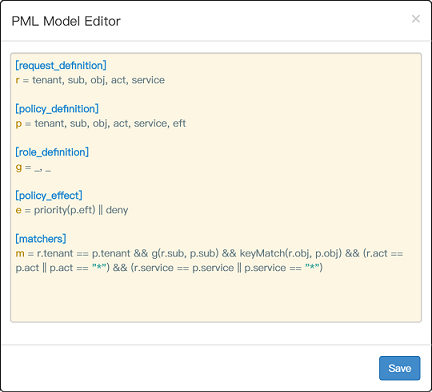 PML Model Editor
×
[request_definition]
r = tenant, sub, obj, act, service
[policy_definition]
p = tenant, sub, obj, act, service, eft
[role_definition]
g = _, _
[policy_effect]
e = priority(p.eft) || deny
[matchers]
m = r.tenant == p.tenant && g(r.sub, p.sub) && keyMatch(r.obj, p.obj) && (r.act ==
p.act || p.act == "*") && (r.service == p.service || p.service == "*")
Save